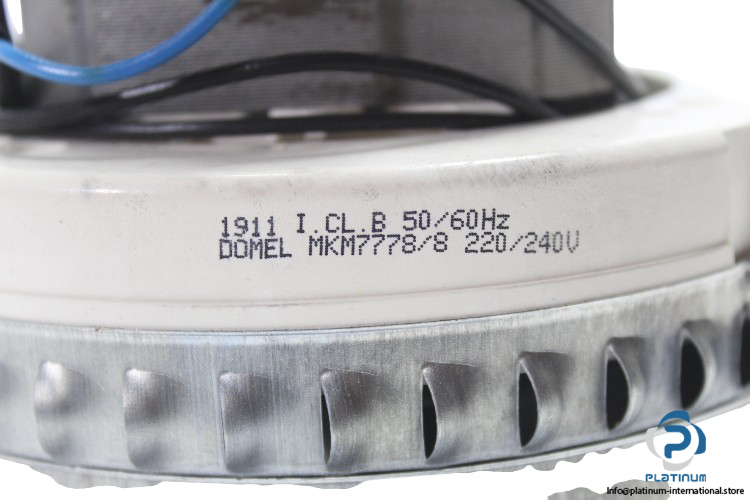 1911 I.CL.B 50/60Hz
DOMEL MKM7778/8 220/240V
PLATINUM
Info@platinum-international.store